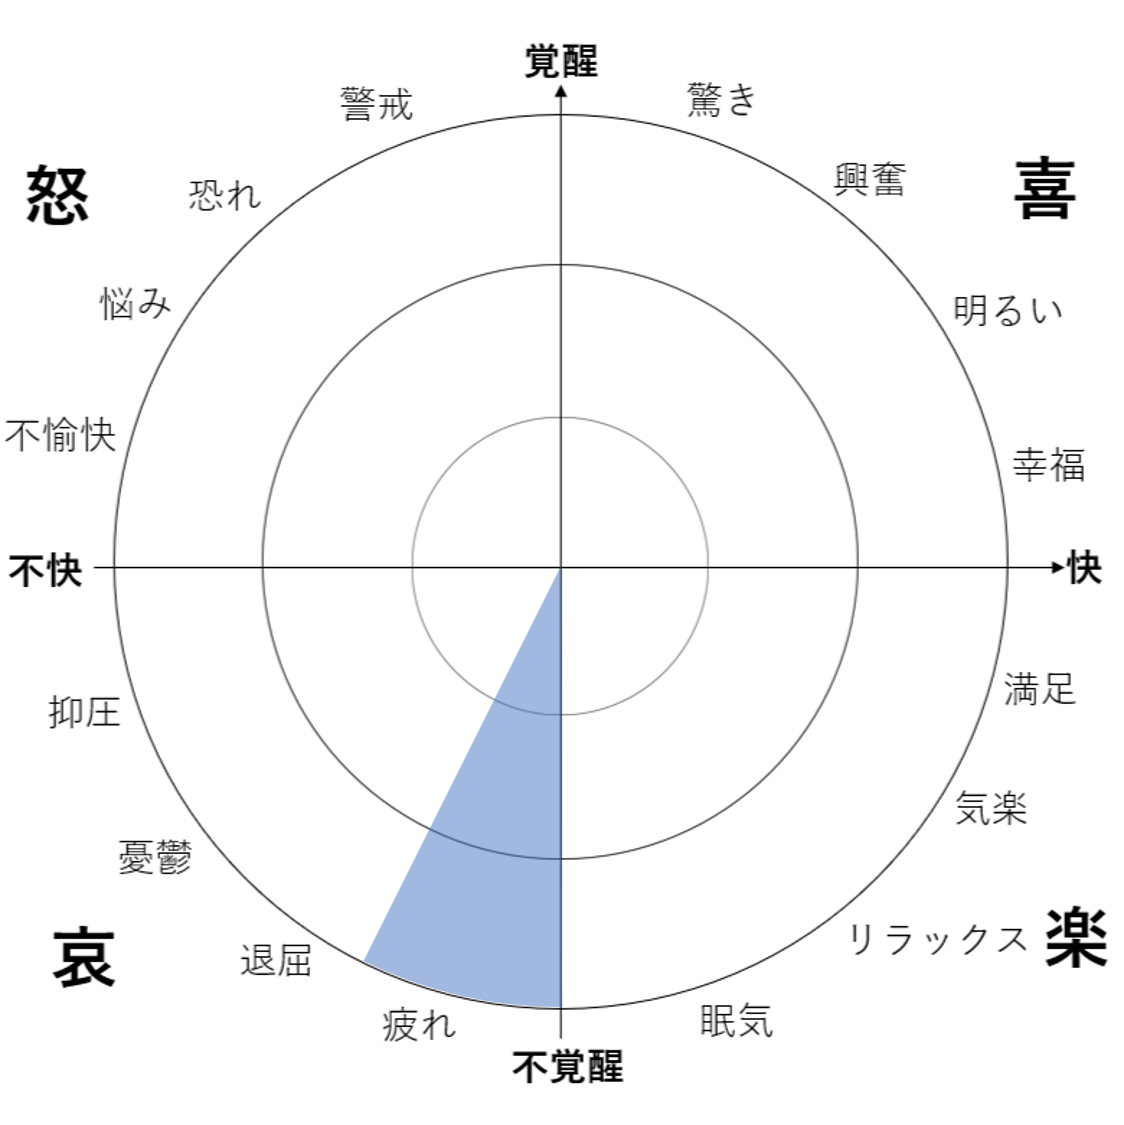 覚醒
警戒
驚き
怒
恐れ
興奮
喜
悩み
明るい
不愉快
幸福
不快
快
抑圧
満足
憂鬱
気楽
哀
退屈
リラックス
楽
疲れ
眠気
不覚醒